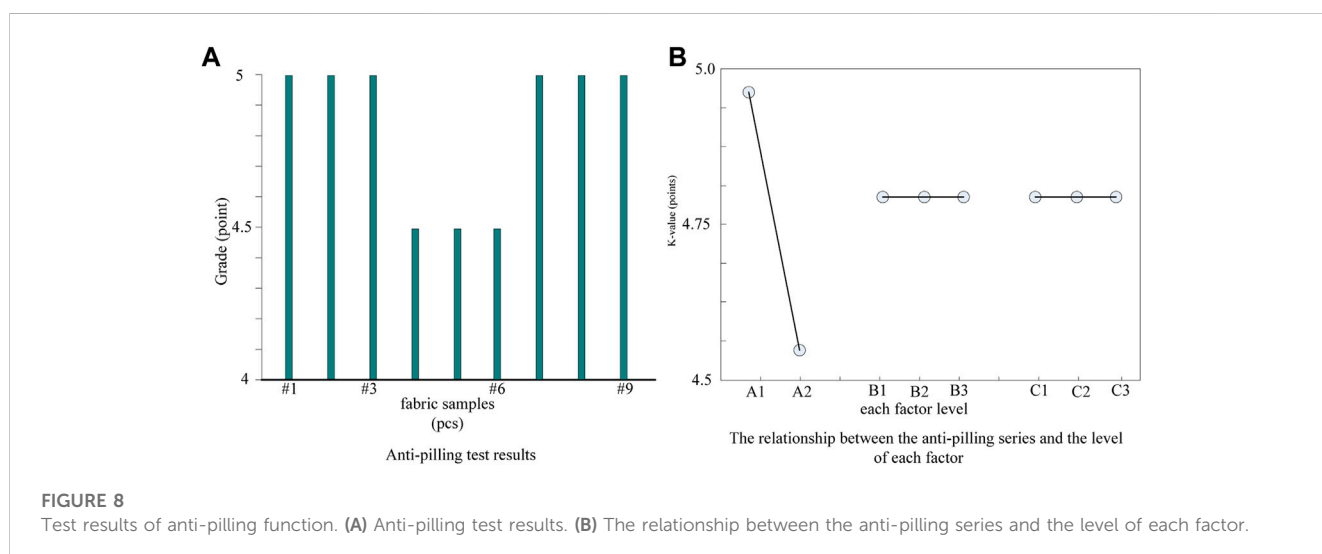 A
5
4.5
4
Grade (point)
#1 #3 #6 #9
fabric samples
(pcs)
Anti-pilling test results
B
5.0
4.75
4.5
K-value (points)
A1 A2 B1 B2 B3 C1 C2 C3
each factor level
The relationship between the anti-pilling series and the level
of each factor
FIGURE 8
Test results of anti-pilling function. (A) Anti-pilling test results. (B) The relationship between the anti-pilling series and the level of each factor.